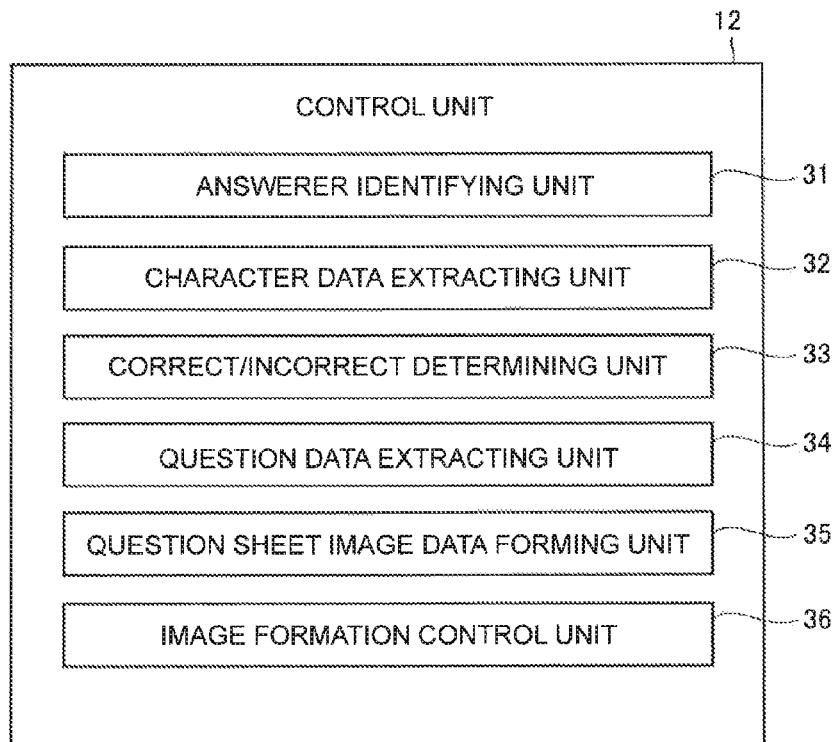 12
CONTROL UNIT
ANSWERER IDENTIFYING UNIT 31
CHARACTER DATA EXTRACTING UNIT 32
CORRECT/INCORRECT DETERMINING UNIT 33
QUESTION DATA EXTRACTING UNIT 34
QUESTION SHEET IMAGE DATA FORMING UNIT 35
IMAGE FORMATION CONTROL UNIT 36